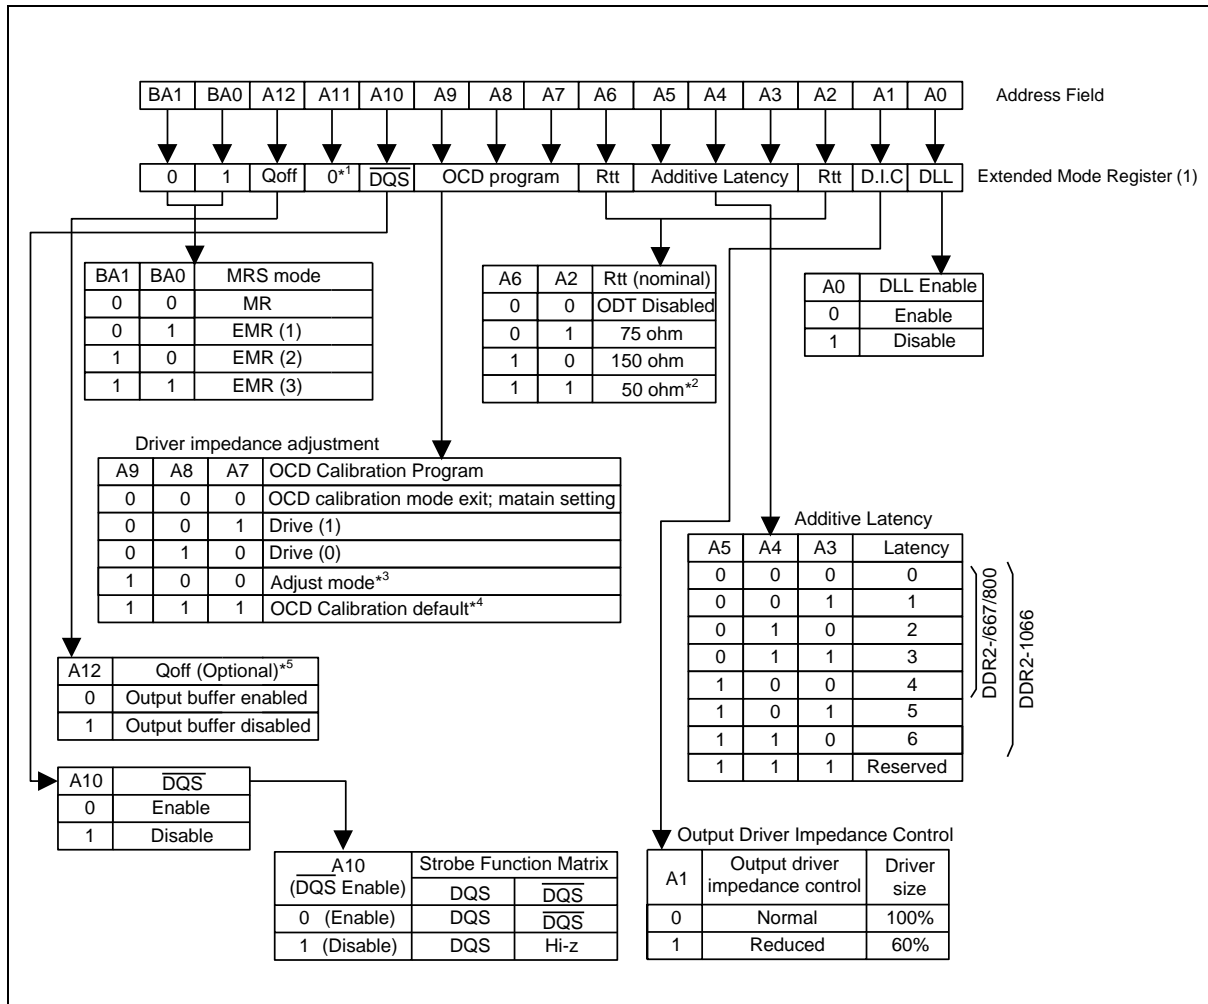 BA1 BA0 A12 A11 A10 A9 A8 A7 A6 A5 A4 A3 A2 A1 A0 Address Field
0 1 Qoff 0*1 DQS OCD program Rtt Additive Latency Rtt D.I.C DLL Extended Mode Register (1)
BA1 BA0 MRS mode
0 0 MR
0 1 EMR (1)
1 0 EMR (2)
1 1 EMR (3)
A6 A2 Rtt (nominal)
0 0 ODT Disabled
0 1 75 ohm
1 0 150 ohm
1 1 50 ohm*2
A0 DLL Enable
0 Enable
1 Disable
Driver impedance adjustment
A9 A8 A7 OCD Calibration Program
0 0 0 OCD calibration mode exit; matain setting
0 0 1 Drive (1)
0 1 0 Drive (0)
1 0 0 Adjust mode*3
1 1 1 OCD Calibration default*4
Additive Latency
A5 A4 A3 Latency
0 0 0 0
0 0 1 1
0 1 0 2
0 1 1 3
1 0 0 4
1 0 1 5
1 1 0 6
1 1 1 Reserved
DDR2-/667/800
DDR2-1066
A12 Qoff (Optional)*5
0 Output buffer enabled
1 Output buffer disabled
A10 DQS
0 Enable
1 Disable
A10 (DQS Enable) Strobe Function Matrix
DQS DQS
0 (Enable) DQS DQS
1 (Disable) DQS Hi-z
Output Driver Impedance Control
A1 Output driver impedance control Driver size
0 Normal 100%
1 Reduced 60%